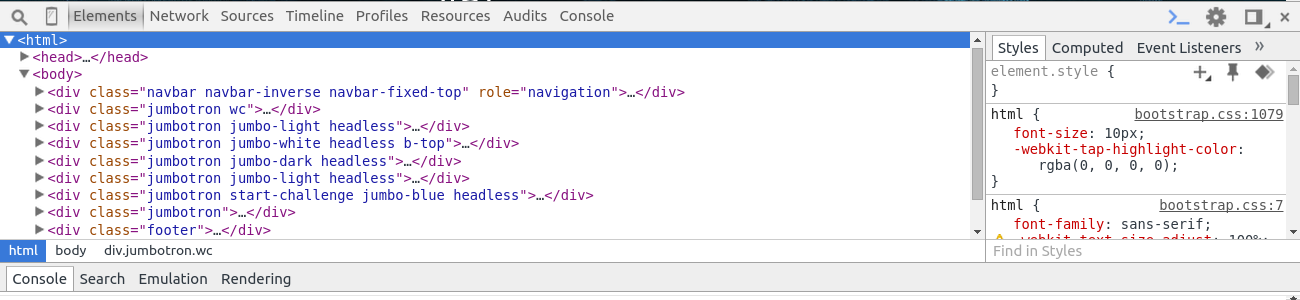 Elements Network Sources Timeline Profiles Resources Audits Console
<html>
<head>…</head>
<body>
<div class="navbar navbar-inverse navbar-fixed-top" role="navigation">…</div>
<div class="jumbotron wc">…</div>
<div class="jumbotron jumbo-light headless">…</div>
<div class="jumbotron jumbo-white headless b-top">…</div>
<div class="jumbotron jumbo-dark headless">…</div>
<div class="jumbotron jumbo-light headless">…</div>
<div class="jumbotron start-challenge jumbo-blue headless">…</div>
<div class="jumbotron">…</div>
<div class="footer">…</div>
html body div.jumbotron.wc
Styles Computed Event Listeners »
element.style {
}
html { bootstrap.css:1079
font-size: 10px;
-webkit-tap-highlight-color:
rgba(0, 0, 0, 0);
}
html { bootstrap.css:7
font-family: sans-serif;
-webkit-text-size-adjust: 100%;
Find in Styles
Console Search Emulation Rendering